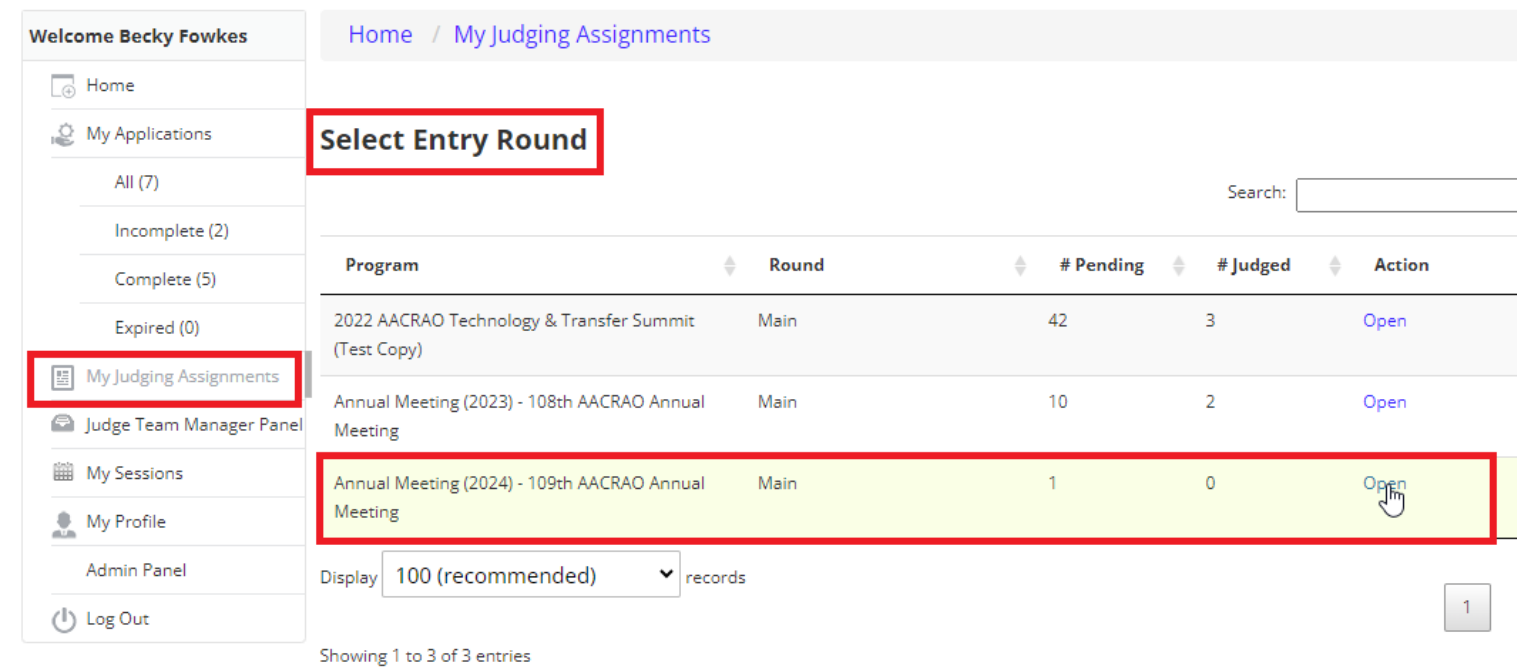 Welcome Becky Fowkes
Home
My Applications
All (7)
Incomplete (2)
Complete (5)
Expired (0)
My Judging Assignments
Judge Team Manager Panel
My Sessions
My Profile
Admin Panel
Log Out
Home / My Judging Assignments
Select Entry Round
Search:
Program Round # Pending # Judged Action
2022 AACRAO Technology & Transfer Summit Main 42 3 Open
(Test Copy)
Annual Meeting (2023) - 108th AACRAO Annual Main 10 2 Open
Meeting
Annual Meeting (2024) - 109th AACRAO Annual Main 1 0 Open
Meeting
Display 100 (recommended) records
1
Showing 1 to 3 of 3 entries